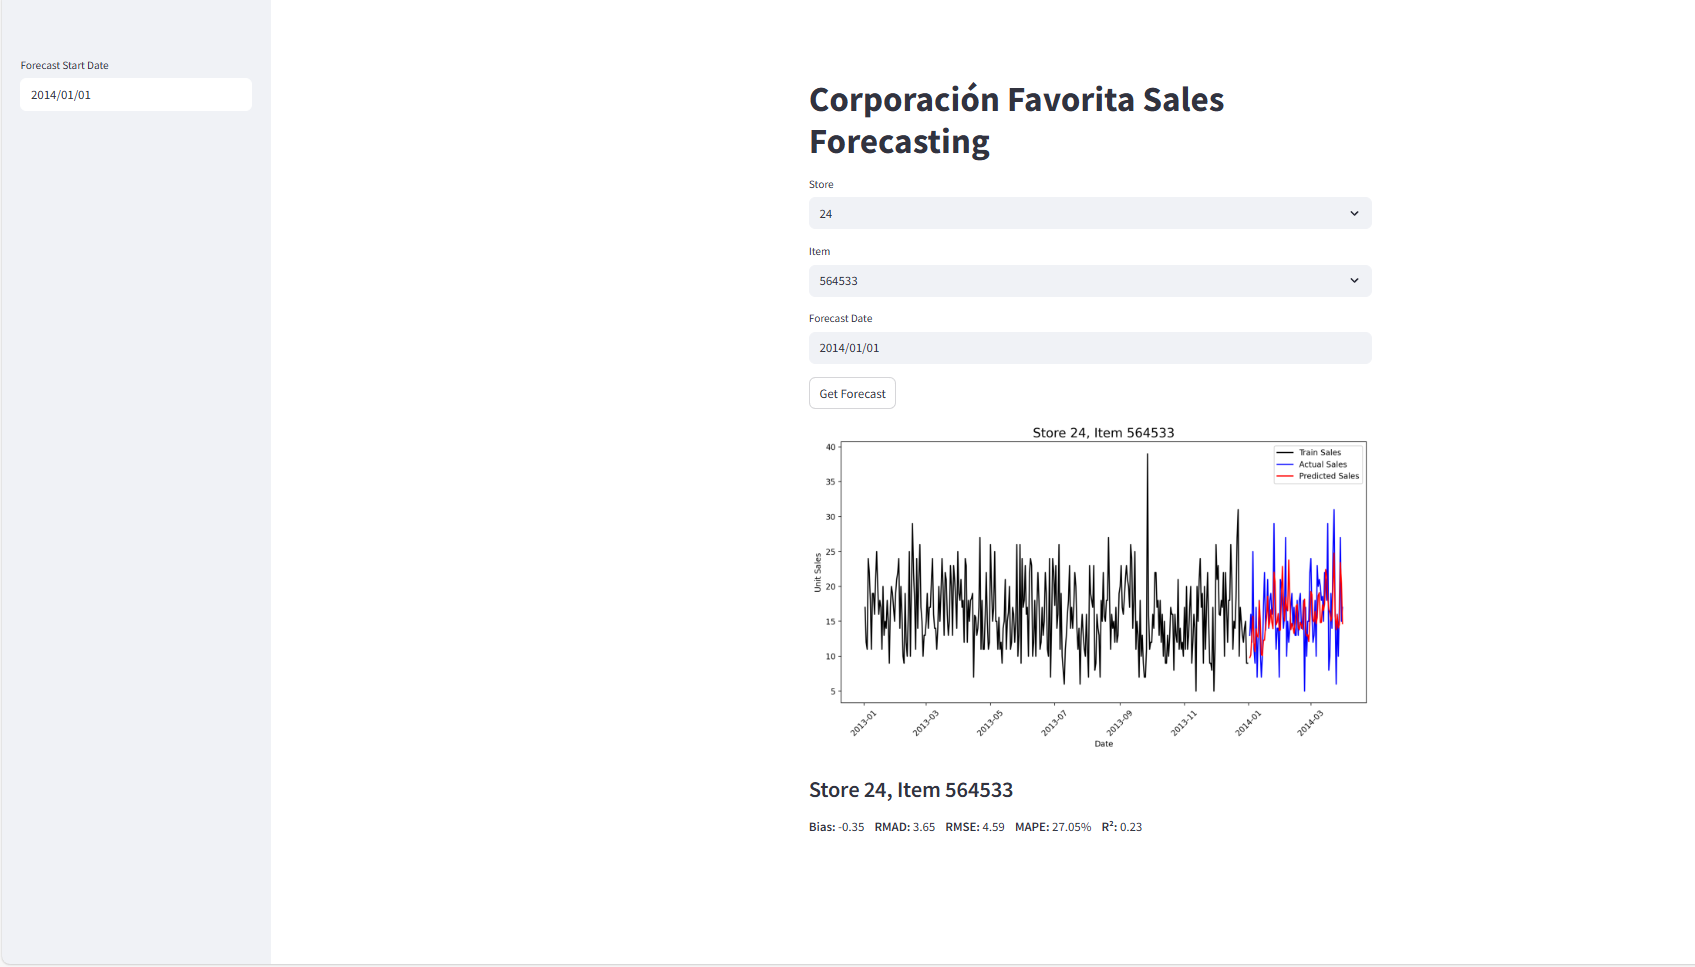 Forecast Start Date
2014/01/01
Corporación Favorita Sales
Forecasting
Store
24
Item
564533
Forecast Date
2014/01/01
Get Forecast
Store 24, Item 564533
Train Sales
Actual Sales
Predicted Sales
40
35
30
25
20
15
10
5
Unit Sales
2013-01
2013-03
2013-05
2013-07
2013-09
2013-11
2014-01
2014-03
Date
Store 24, Item 564533
Bias: -0.35 RMAD: 3.65 RMSE: 4.59 MAPE: 27.05% R²: 0.23